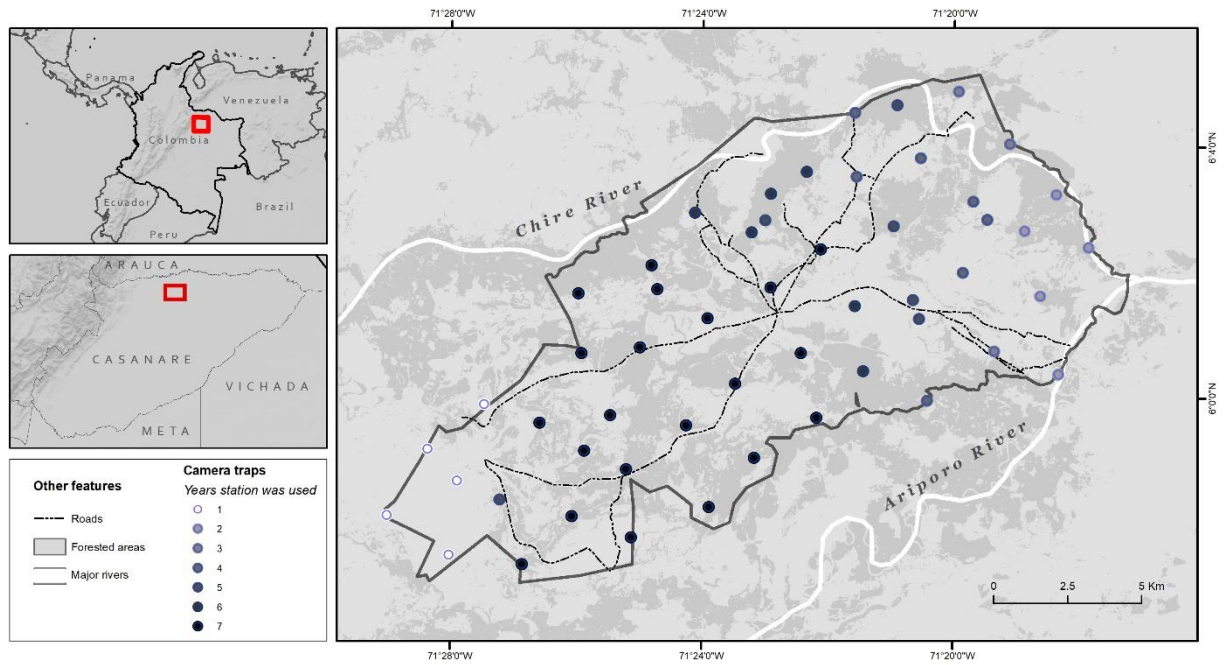 Panama
Venezuela
Colombia
Ecuador
Brazil
Peru
ARAUCA
CASANARE
VICHADA
META
Other features
Roads
Forested areas
Major rivers
Camera traps
Years station was used
1
2
3
4
5
6
7
71°28'0"W
71°24'0"W
71°20'0"W
Chire River
6°4'0"N
6°0'0"N
Ariporo River
0
2.5
5 Km
71°28'0"W
71°24'0"W
71°20'0"W